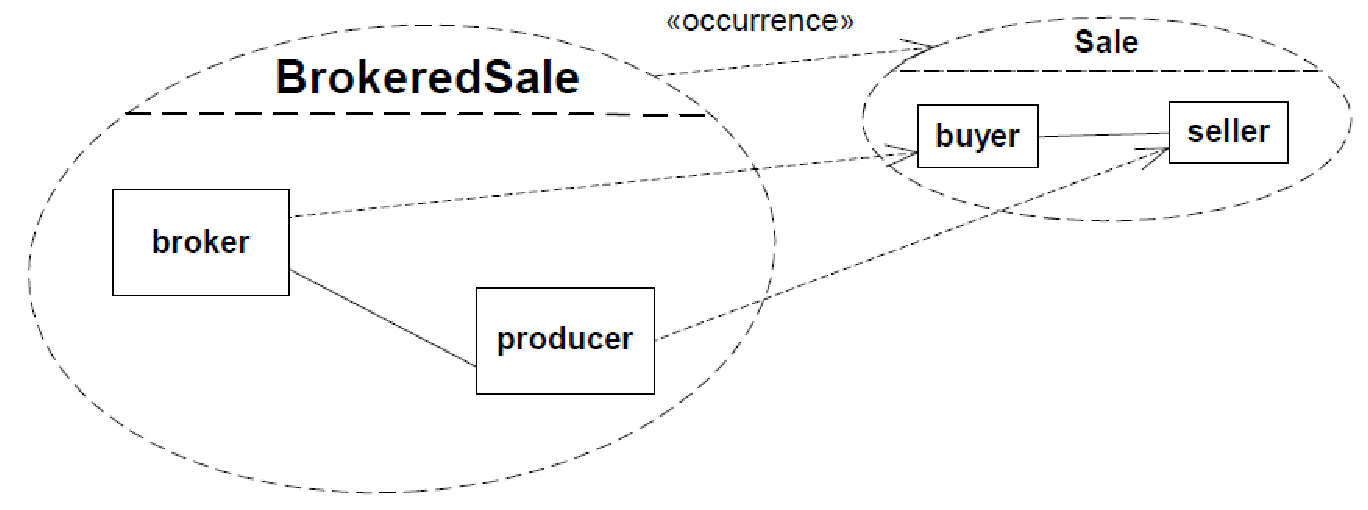 «occurrence»
Sale
BrokeredSale
buyer
seller
broker
producer